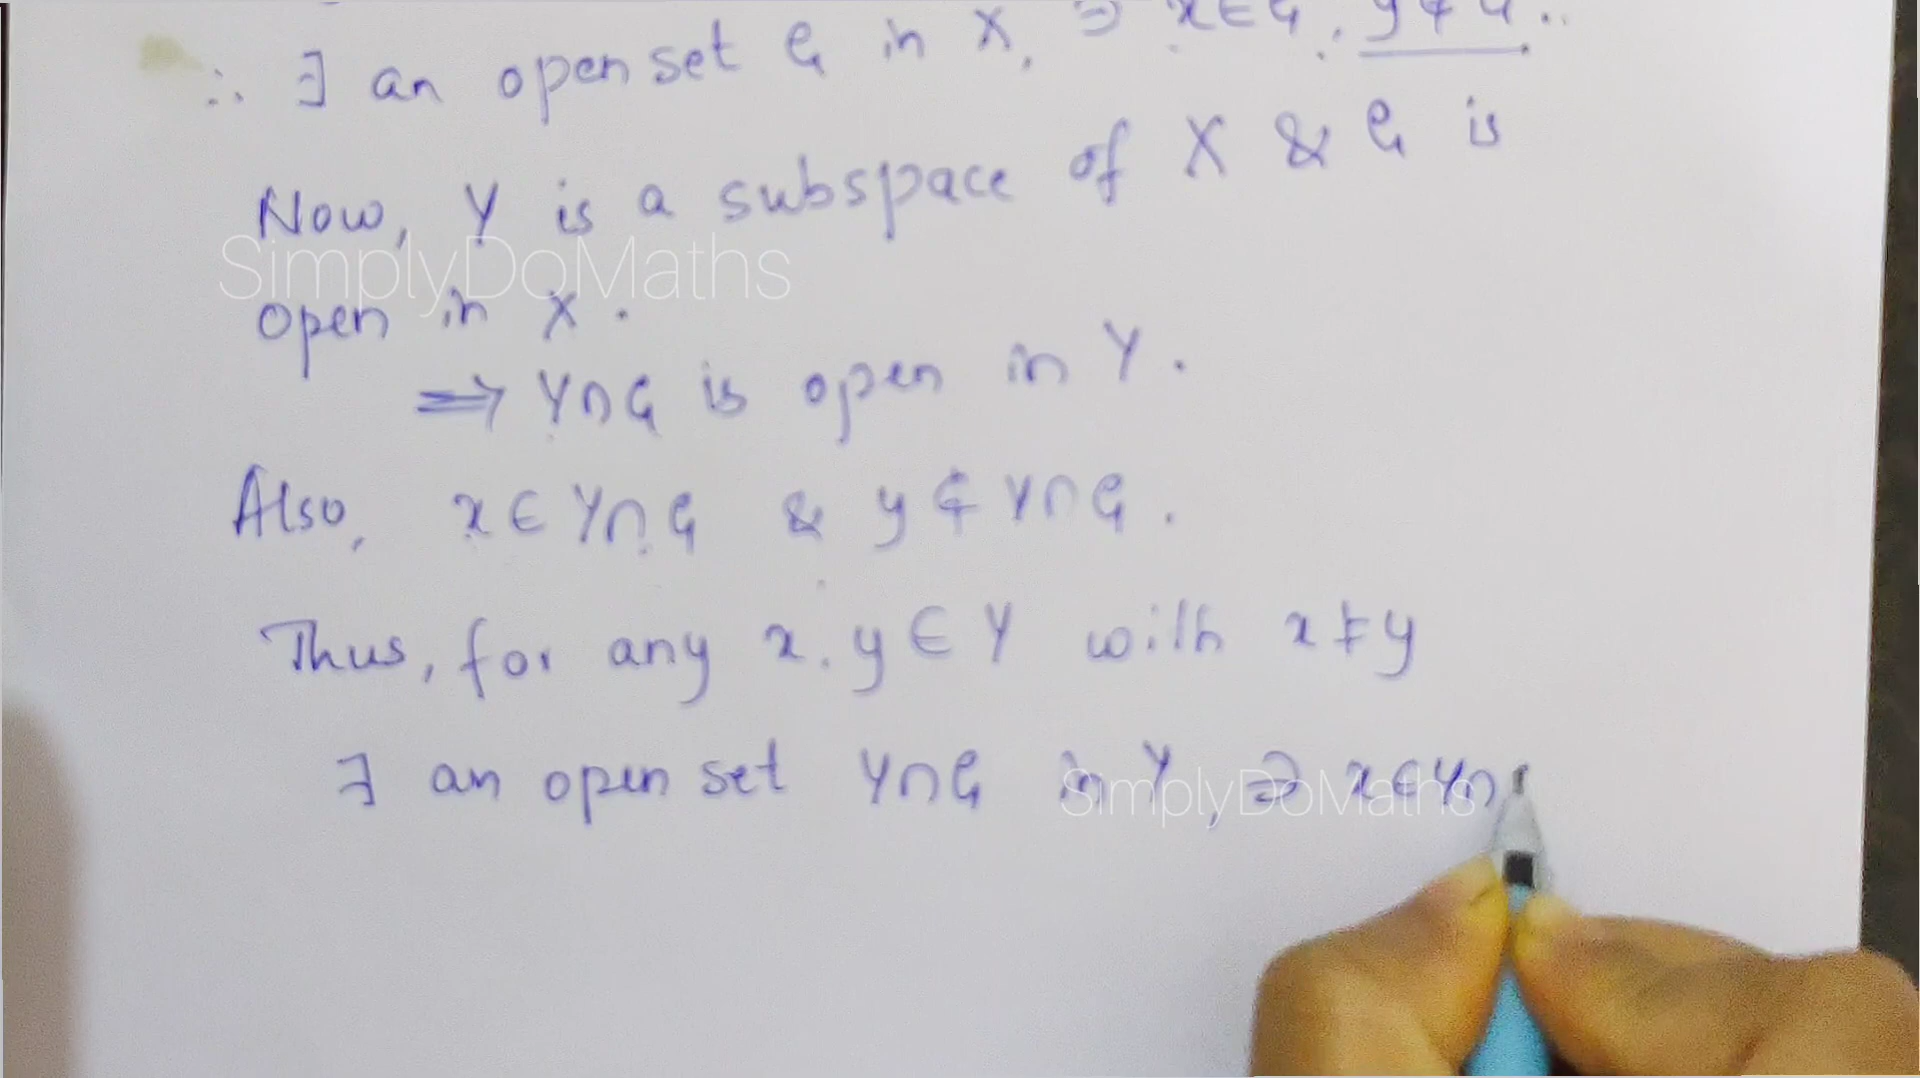 ∴ ∃ an open set G in X, ∋ x∈G, y∉G.
Now, Y is a subspace of X & G is
SimplyDoMaths
open in X.
⇒ Y∩G is open in Y.
Also, x∈Y∩G & y∉Y∩G.
Thus, for any x, y∈Y with x≠y
∃ an open set Y∩G in Y, ∋ x∈Y∩
SimplyDoMaths